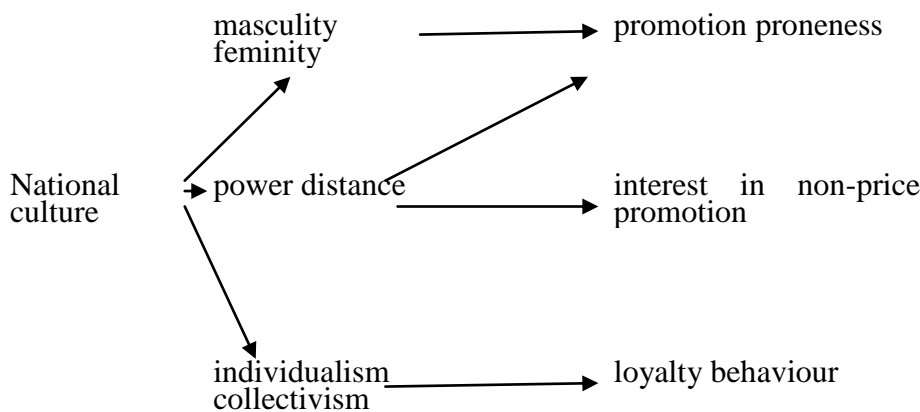 masculity
feminity
promotion proneness
National
culture
power distance
interest in non-price
promotion
individualism
collectivism
loyalty behaviour